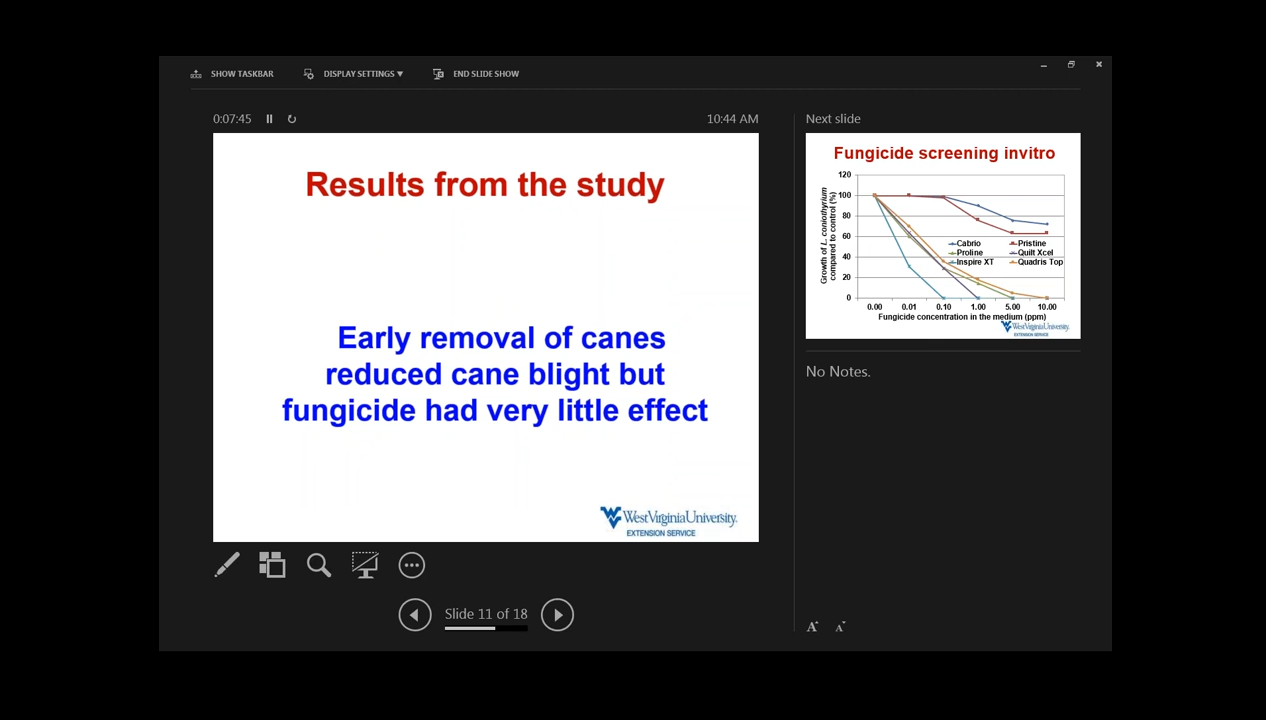 SHOW TASKBAR
DISPLAY SETTINGS ▼
END SLIDE SHOW
0:07:45
10:44 AM
Results from the study
Early removal of canes
reduced cane blight but
fungicide had very little effect
WestVirginiaUniversity.
EXTENSION SERVICE
Slide 11 of 18
Next slide
Fungicide screening invitro
Growth of L. coniothyrium
compared to control (%)
120
100
80
60
40
20
0
Cabrio
Pristine
Proline
Quilt Xcel
Inspire XT
Quadris Top
0.00 0.01 0.10 1.00 5.00 10.00
Fungicide concentration in the medium (ppm)
WestVirginiaUniversity.
EXTENSION SERVICE
No Notes.
A A